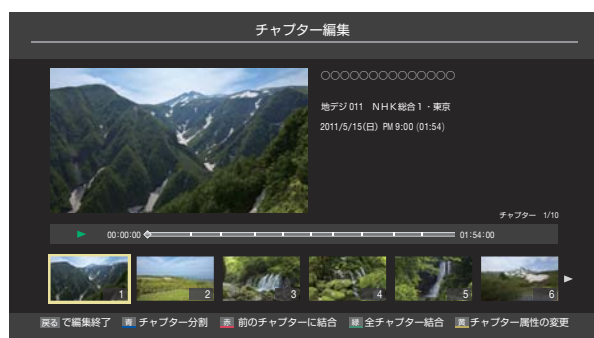 チャプター編集
○○○○○○○○○○○○○○
地デジ 011 NHK総合1・東京
2011/5/15(日) PM 9:00 (01:54)
チャプター 1/10
00:00:00 01:54:00
1 2 3 4 5 6
戻る で編集終了 青 チャプター分割 赤 前のチャプターに結合 緑 全チャプター結合 黄 チャプター属性の変更